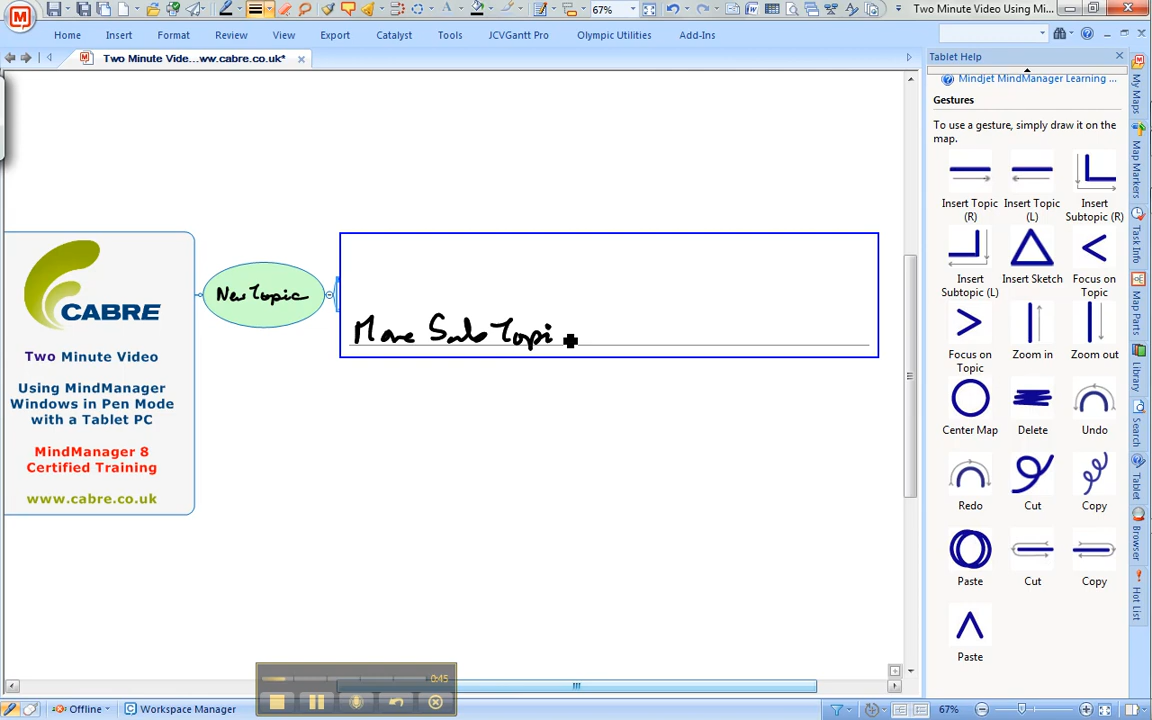 67%
Two Minute Video Using Mi...
Home Insert Format Review View Export Catalyst Tools JCVGantt Pro Olympic Utilities Add-Ins
Two Minute Vide...ww.cabre.co.uk*
Tablet Help
Mindjet MindManager Learning ...
Gestures
To use a gesture, simply draw it on the
map.
Insert Topic (R)
Insert Topic (L)
Insert Subtopic (R)
Insert Subtopic (L)
Insert Sketch
Focus on Topic
Focus on Topic
Zoom in
Zoom out
Center Map
Delete
Undo
Redo
Cut
Copy
Paste
Cut
Copy
Paste
My Maps
Map Markers
Task Info
Map Parts
Library
Search
Tablet
Browser
Hot List
CABRE
Two Minute Video
Using MindManager
Windows in Pen Mode
with a Tablet PC
MindManager 8
Certified Training
www.cabre.co.uk
New Topic
More Sub Topi
0:45
Offline
Workspace Manager
67%